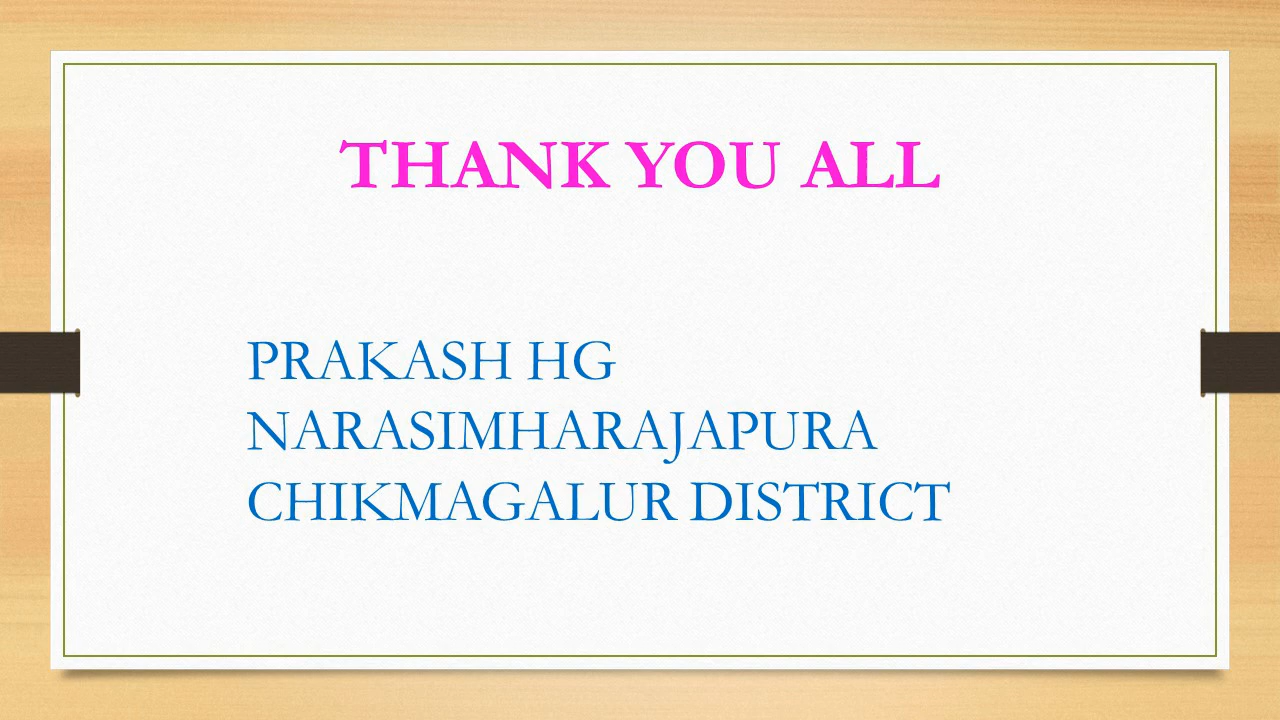 THANK YOU ALL
PRAKASH HG
NARASIMHARAJAPURA
CHIKMAGALUR DISTRICT